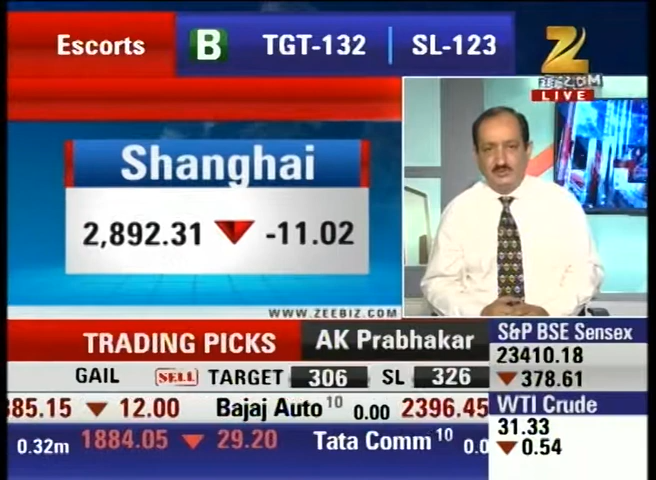 Escorts B TGT-132 SL-123
LIVE
Shanghai
2,892.31 -11.02
WWW.ZEEBIZ.COM
TRADING PICKS AK Prabhakar
GAIL SELL TARGET 306 SL 326
385.15 12.00 Bajaj Auto 10 0.00 2396.45
0.32m 1884.05 29.20 Tata Comm 10 0.0
S&P BSE Sensex
23410.18
378.61
WTI Crude
31.33
0.54